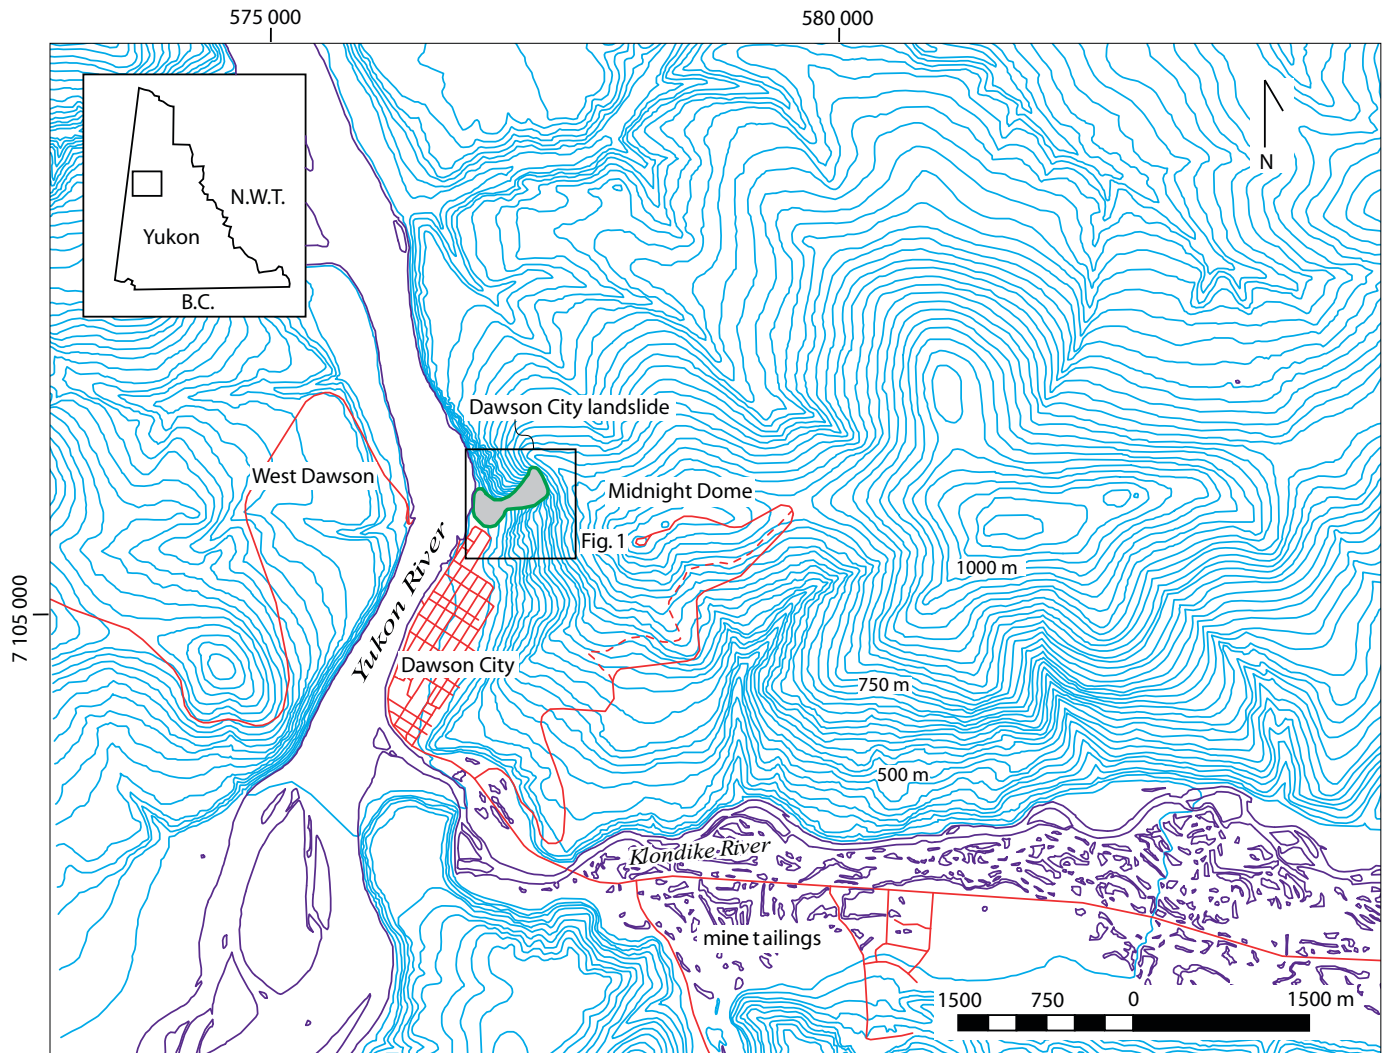 575 000
580 000
N
N.W.T.
Yukon
B.C.
Dawson City landslide
West Dawson
Midnight Dome
Fig. 1
Yukon River
1000 m
7 105 000
Dawson City
750 m
500 m
Klondike River
mine tailings
1500 750 0 1500 m